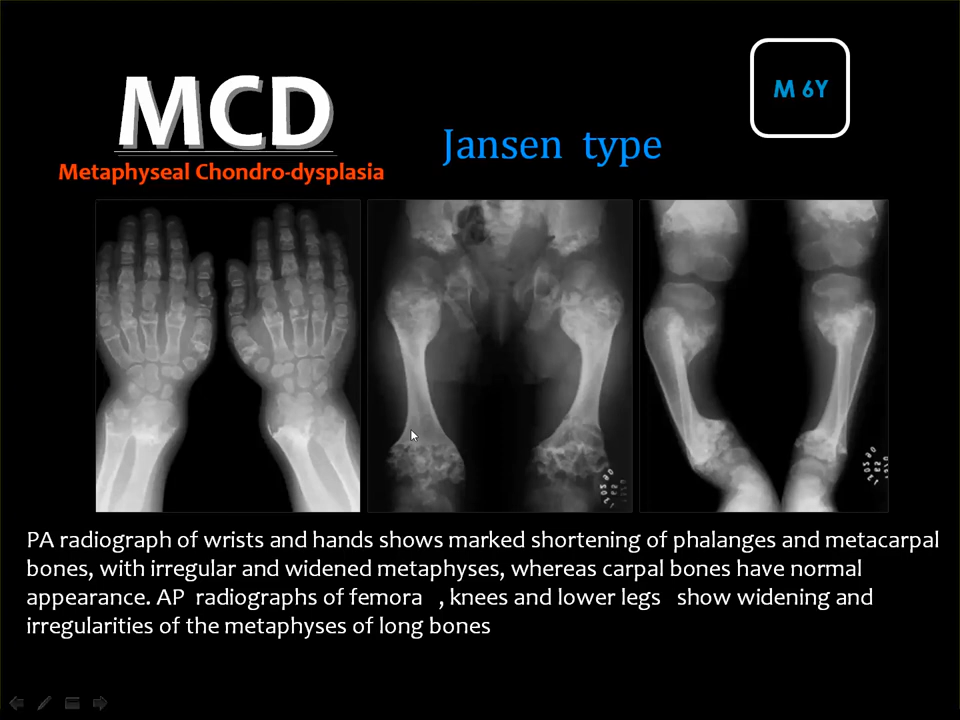 MCD
Metaphyseal Chondro-dysplasia
Jansen type
M 6Y
PA radiograph of wrists and hands shows marked shortening of phalanges and metacarpal
bones, with irregular and widened metaphyses, whereas carpal bones have normal
appearance. AP radiographs of femora , knees and lower legs show widening and
irregularities of the metaphyses of long bones